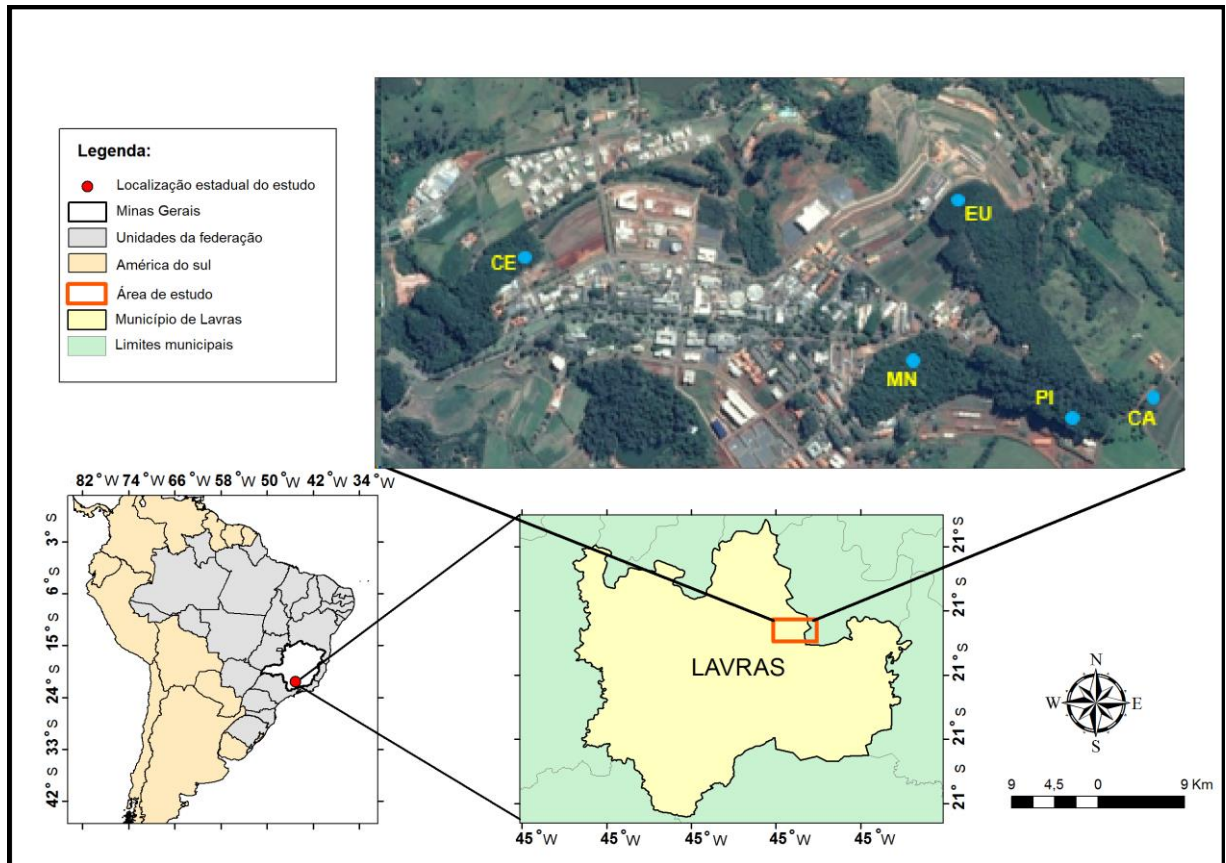 Legenda:
Localização estadual do estudo
Minas Gerais
Unidades da federação
América do sul
Área de estudo
Município de Lavras
Limites municipais
CE
EU
MN
PI
CA
82°W 74°W 66°W 58°W 50°W 42°W 34°W
3°S
6°S
15°S
24°S
33°S
42°S
LAVRAS
21°S
21°S
21°S
21°S
21°S
45°W 45°W 45°W 45°W 45°W
N
W E
S
9 4,5 0 9 Km